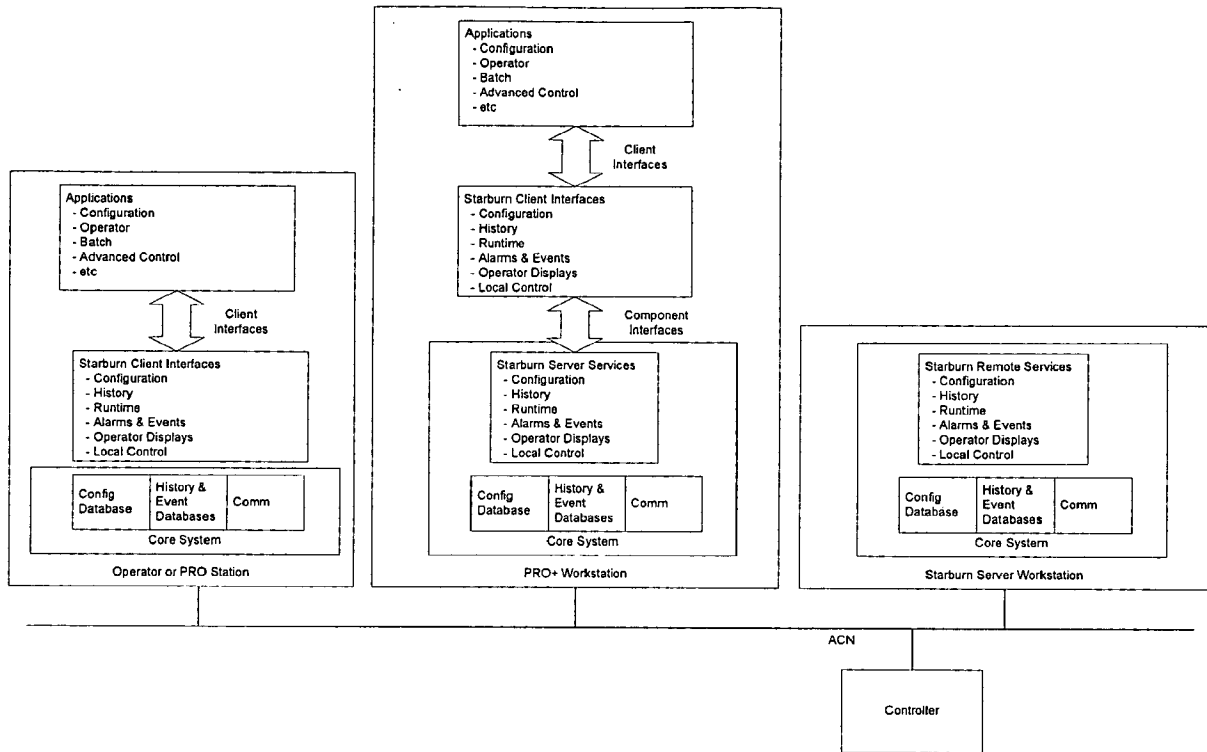 Applications
- Configuration
- Operator
- Batch
- Advanced Control
- etc
Client
Interfaces
Starburn Client Interfaces
- Configuration
- History
- Runtime
- Alarms & Events
- Operator Displays
- Local Control
Config
Database
History &
Event
Databases
Comm
Core System
Operator or PRO Station
Applications
- Configuration
- Operator
- Batch
- Advanced Control
- etc
Client
Interfaces
Starburn Client Interfaces
- Configuration
- History
- Runtime
- Alarms & Events
- Operator Displays
- Local Control
Component
Interfaces
Starburn Server Services
- Configuration
- History
- Runtime
- Alarms & Events
- Operator Displays
- Local Control
Config
Database
History &
Event
Databases
Comm
Core System
PRO+ Workstation
Starburn Remote Services
- Configuration
- History
- Runtime
- Alarms & Events
- Operator Displays
- Local Control
Config
Database
History &
Event
Databases
Comm
Core System
Starburn Server Workstation
ACN
Controller